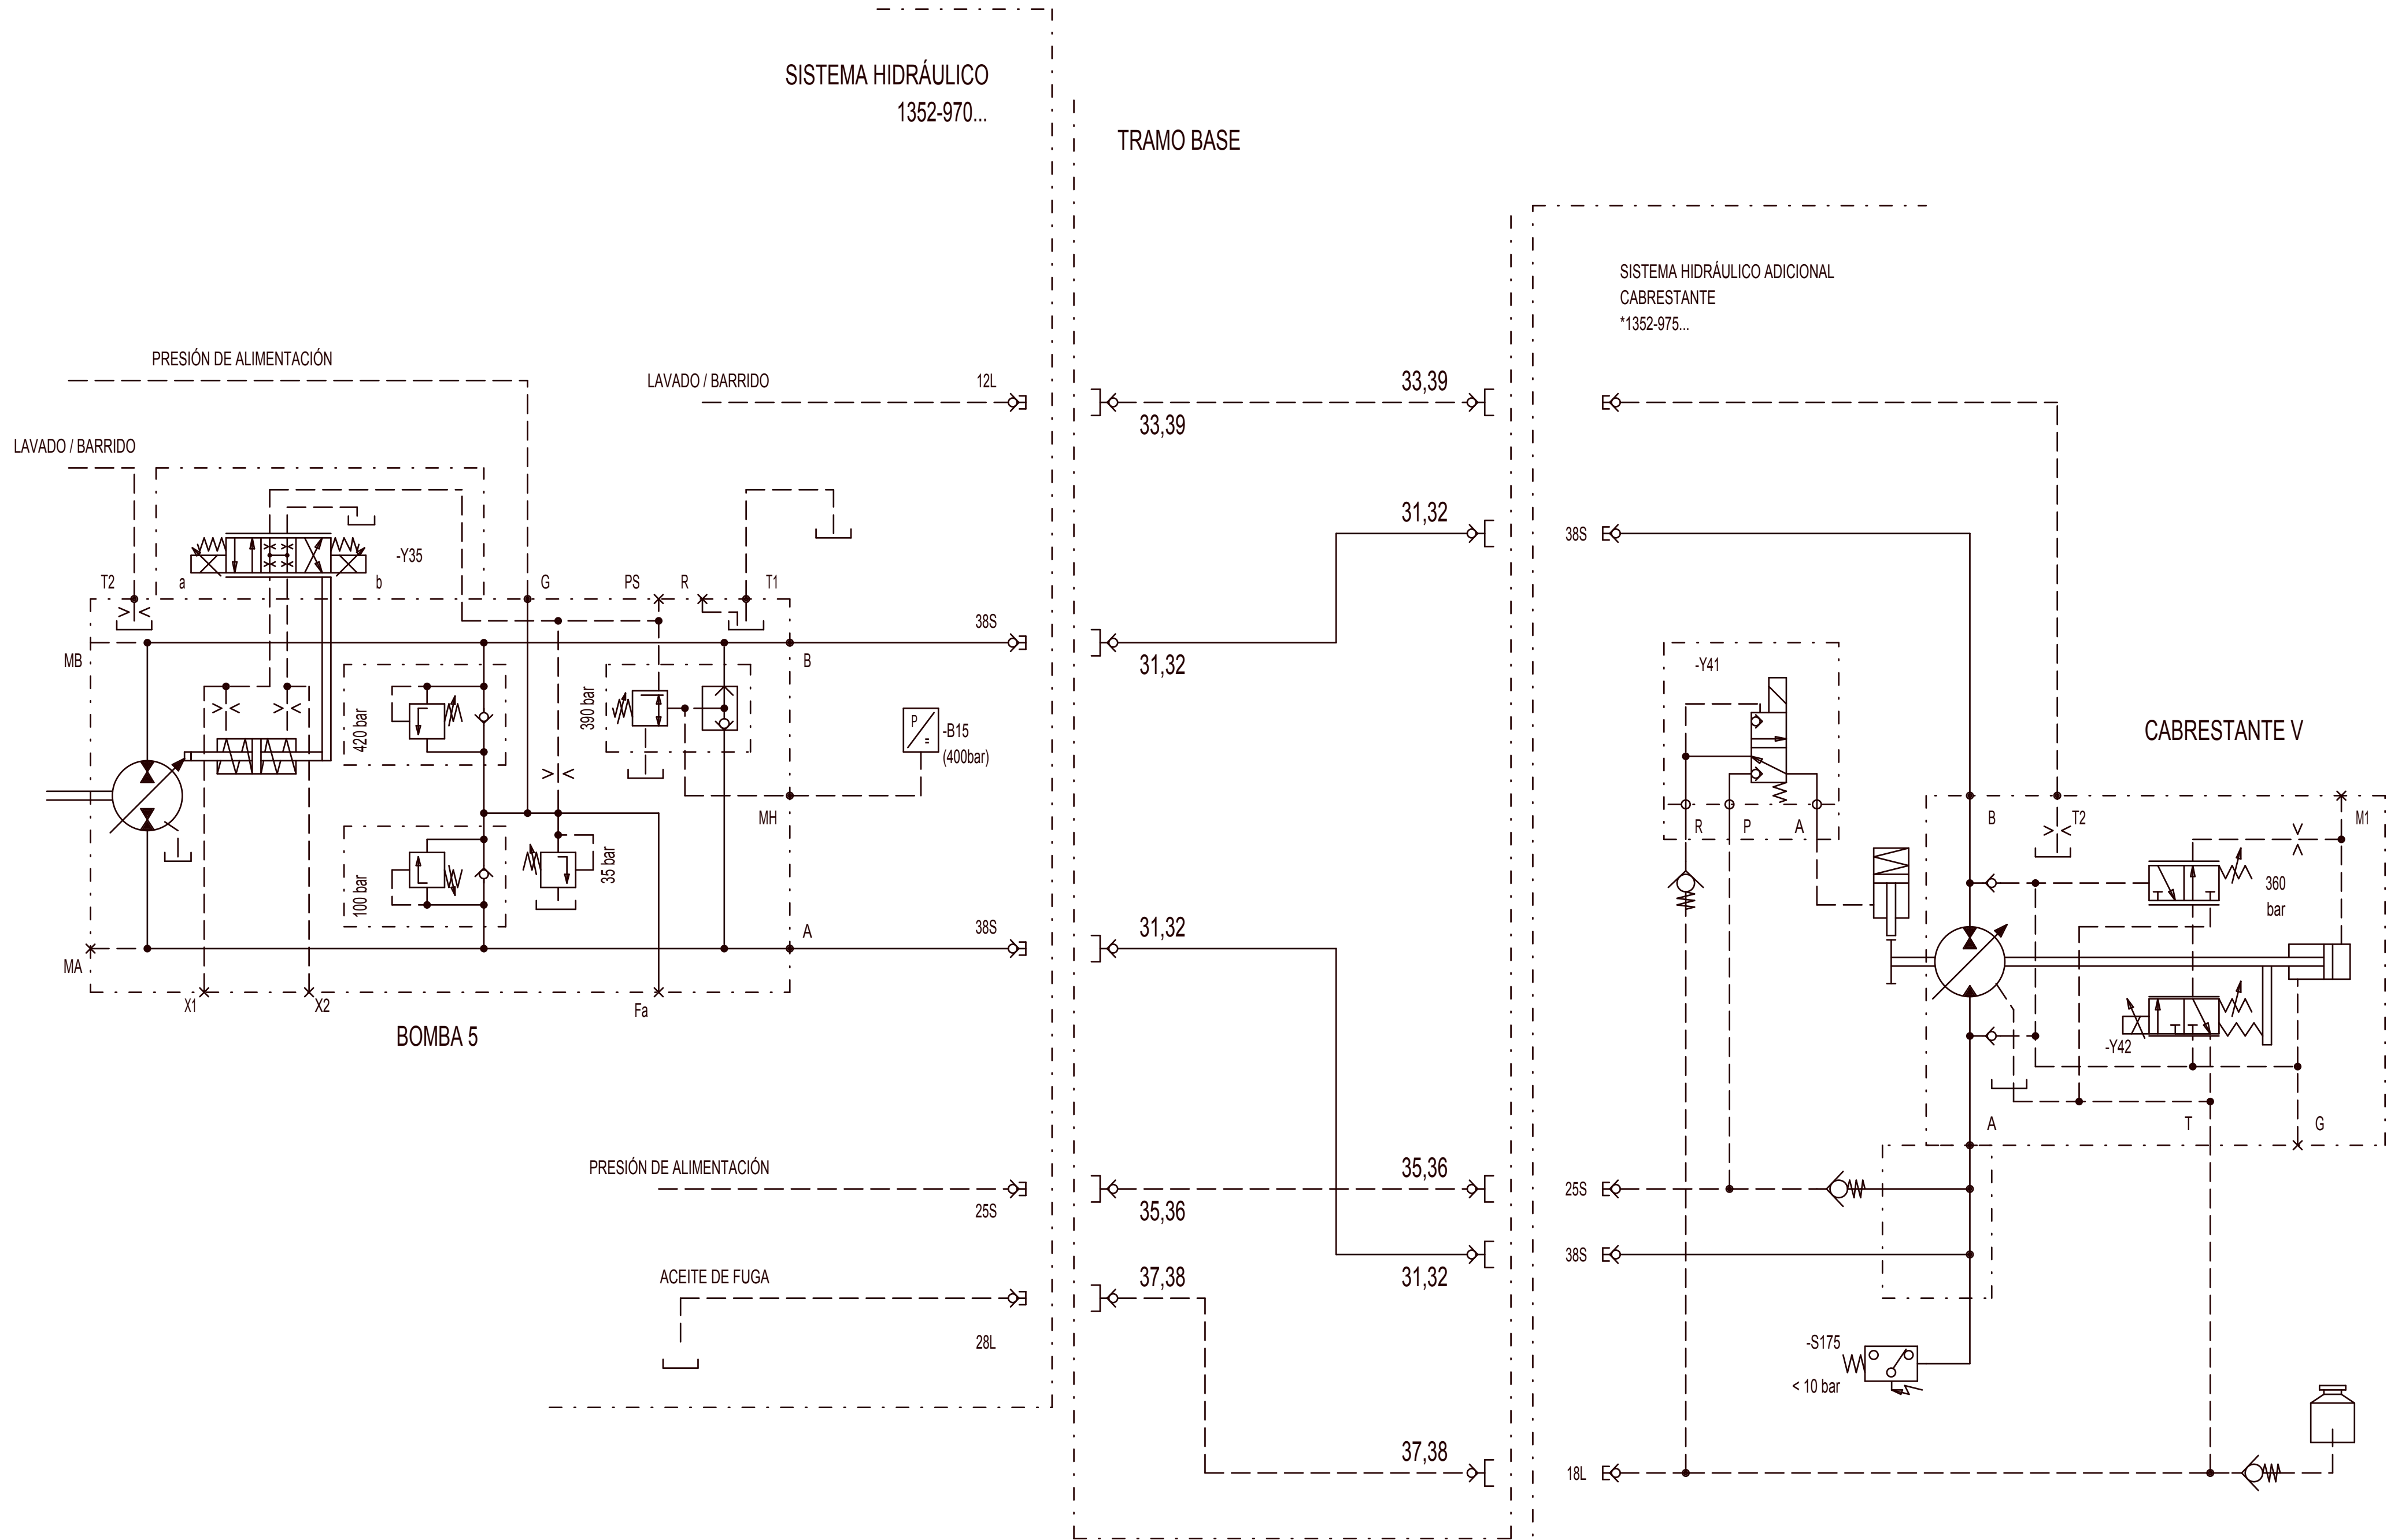 SISTEMA HIDRÁULICO
1352-970...
TRAMO BASE
SISTEMA HIDRÁULICO ADICIONAL
CABRESTANTE
*1352-975...
PRESIÓN DE ALIMENTACIÓN
LAVADO / BARRIDO
12L
33,39
33,39
LAVADO / BARRIDO
31,32
38S
-Y35
T2
a
b
G
PS
R
T1
38S
MB
B
31,32
-Y41
420 bar
390 bar
P
=
-B15
(400bar)
CABRESTANTE V
MH
R
P
A
B
T2
M1
100 bar
35 bar
360
bar
MA
A
38S
31,32
X1
X2
Fa
BOMBA 5
-Y42
A
T
G
PRESIÓN DE ALIMENTACIÓN
25S
35,36
35,36
25S
38S
31,32
ACEITE DE FUGA
28L
37,38
-S175
< 10 bar
37,38
18L